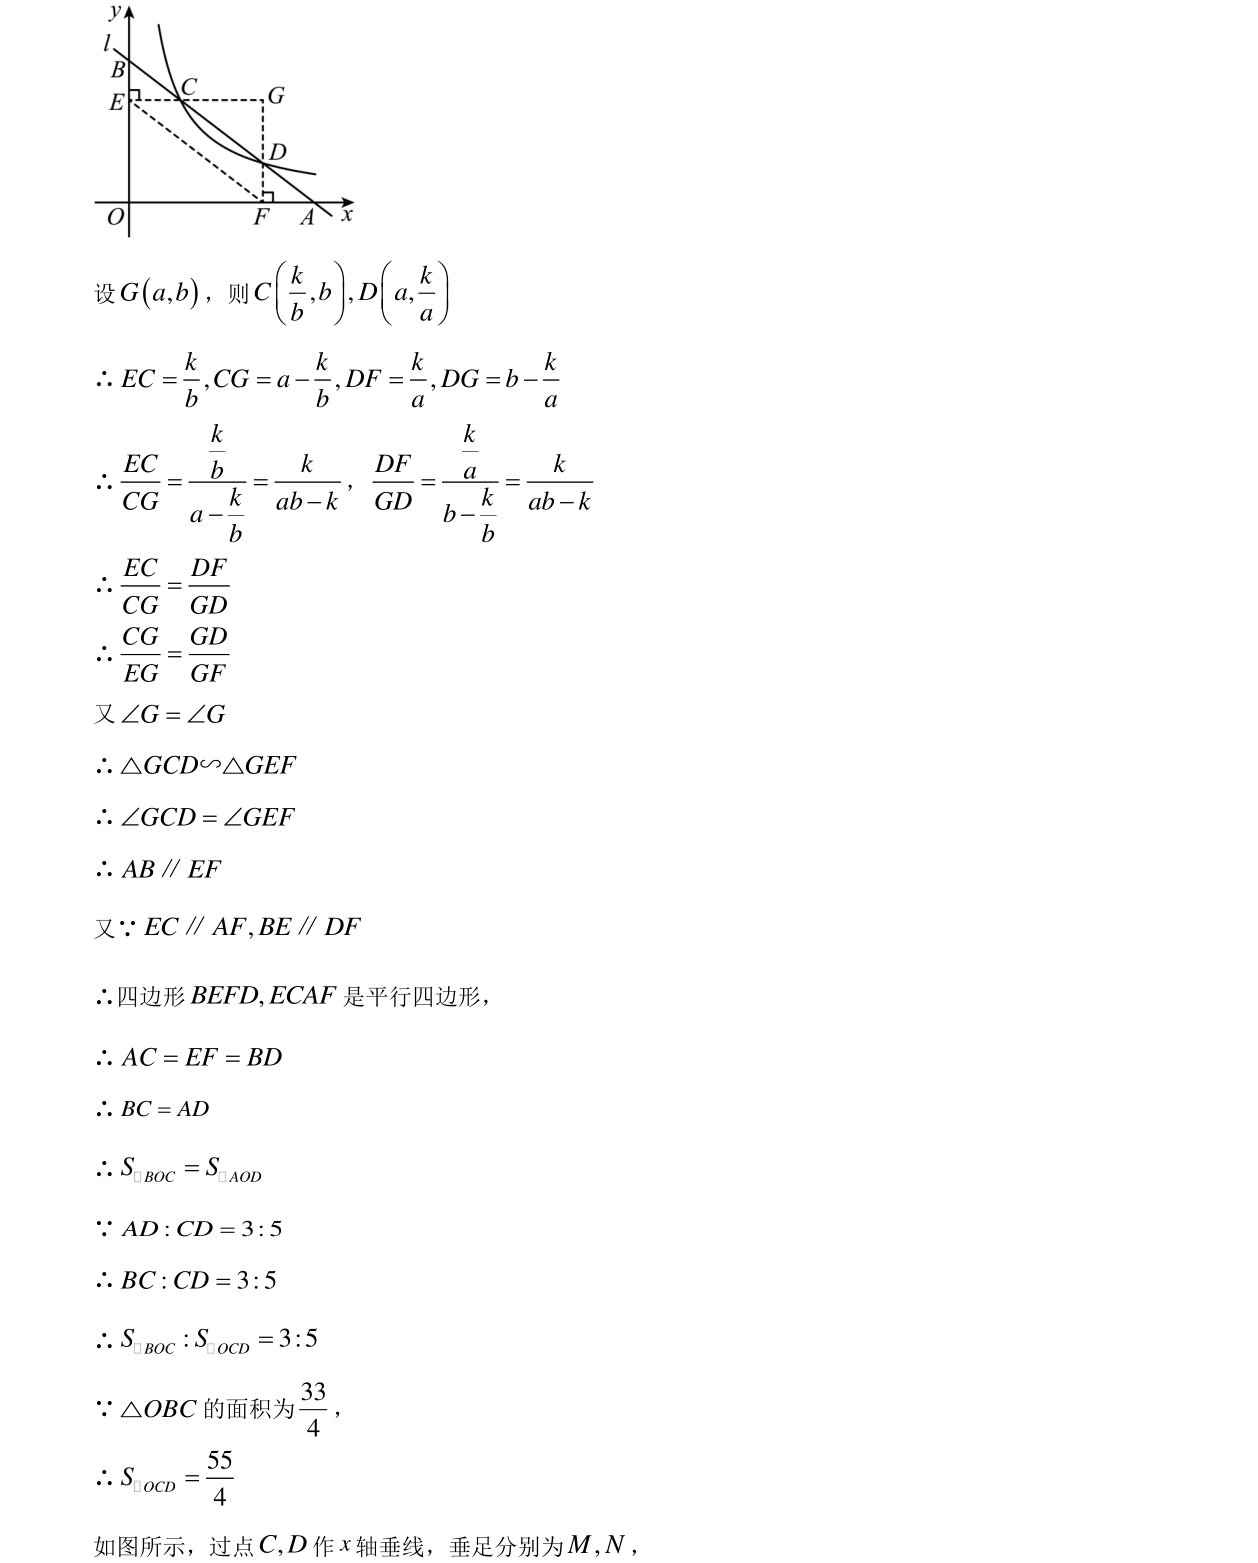 y
l
B
C
E
G
D
O
F
A
x
设G(a,b)，则C(k/b,b),D(a,k/a)
∴EC=k/b,CG=a-k/b,DF=k/a,DG=b-k/a
∴EC/CG=(k/b)/(a-k/b)=k/(ab-k)，DF/GD=(k/a)/(b-k/b)=k/(ab-k)
∴EC/CG=DF/GD
∴CG/EG=GD/GF
又∠G=∠G
∴△GCD∽△GEF
∴∠GCD=∠GEF
∴AB∥EF
又∵EC∥AF,BE∥DF
∴四边形BEFD,ECAF是平行四边形，
∴AC=EF=BD
∴BC=AD
∴S□BOC=S□AOD
∵AD:CD=3:5
∴BC:CD=3:5
∴S□BOC:S□OCD=3:5
∵△OBC的面积为33/4，
∴S□OCD=55/4
如图所示，过点C,D作x轴垂线，垂足分别为M,N，